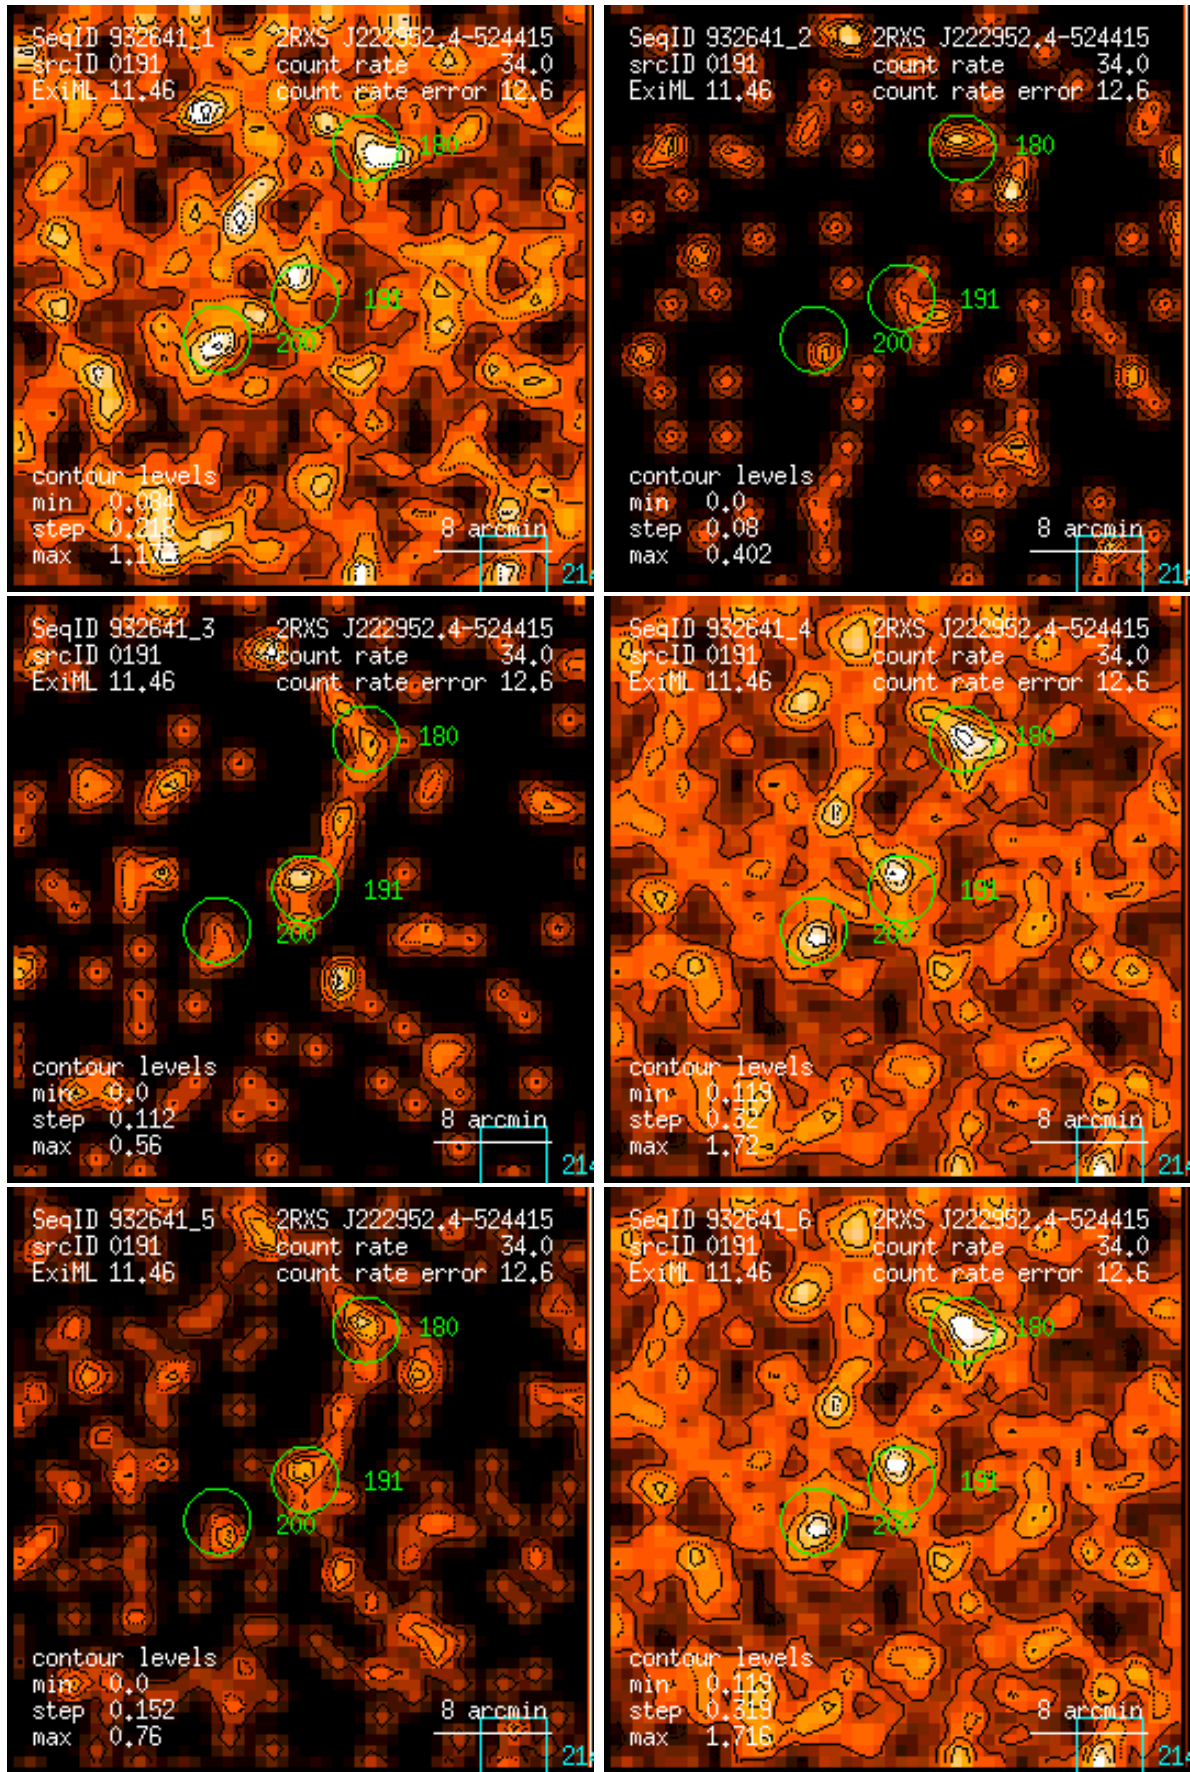 SeqID 932641_1 2RXS J222952.4-524415
srcID 0191 count rate 34.0
ExiML 11.46 count rate error 12.6
180
191
200
contour levels
min 0.084
step 0.218
max
8 arcmin
SeqID 932641_2 2RXS J222952.4-524415
srcID 0191 count rate 34.0
ExiML 11.46 count rate error 12.6
180
191
200
contour levels
min 0.0
step 0.08
max 0.402
8 arcmin
214
SeqID 932641_3 2RXS J222952.4-524415
srcID 0191 count rate 34.0
ExiML 11.46 count rate error 12.6
180
191
200
contour levels
min 0.0
step 0.112
max 0.56
8 arcmin
214
SeqID 932641_4 2RXS J222952.4-524415
srcID 0191 count rate 34.0
ExiML 11.46 count rate error 12.6
180
191
200
contour levels
min 0.119
step 0.32
max 1.72
8 arcmin
214
SeqID 932641_5 2RXS J222952.4-524415
srcID 0191 count rate 34.0
ExiML 11.46 count rate error 12.6
180
191
200
contour levels
min 0.0
step 0.152
max 0.76
8 arcmin
214
SeqID 932641_6 2RXS J222952.4-524415
srcID 0191 count rate 34.0
ExiML 11.46 count rate error 12.6
180
191
200
contour levels
min 0.119
step 0.319
max 1.716
8 arcmin
214